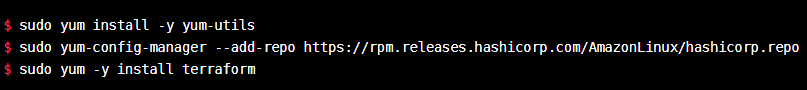 $ sudo yum install -y yum-utils
$ sudo yum-config-manager --add-repo https://rpm.releases.hashicorp.com/AmazonLinux/hashicorp.repo
$ sudo yum -y install terraform